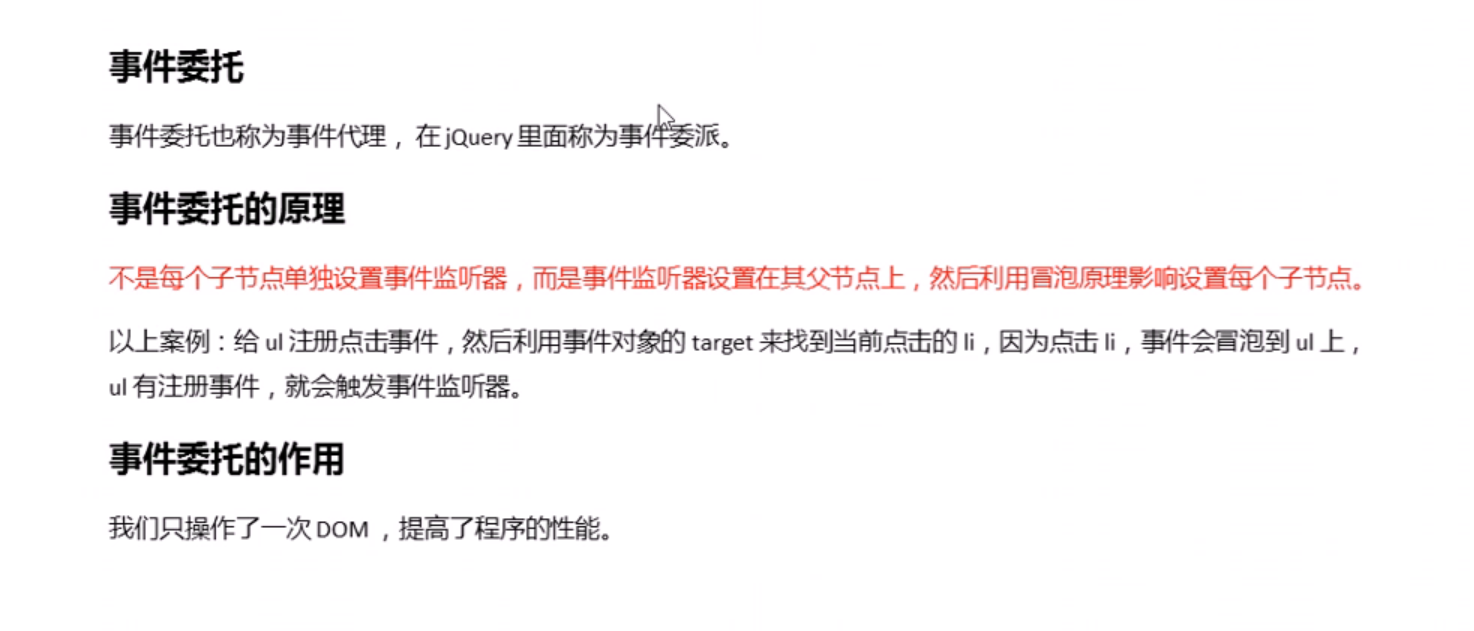 事件委托
事件委托也称为事件代理，在 jQuery 里面称为事件委派。
事件委托的原理
不是每个子节点单独设置事件监听器，而是事件监听器设置在其父节点上，然后利用冒泡原理影响设置每个子节点。
以上案例：给 ul 注册点击事件，然后利用事件对象的 target 来找到当前点击的 li，因为点击 li，事件会冒泡到 ul 上，
ul 有注册事件，就会触发事件监听器。
事件委托的作用
我们只操作了一次 DOM ，提高了程序的性能。